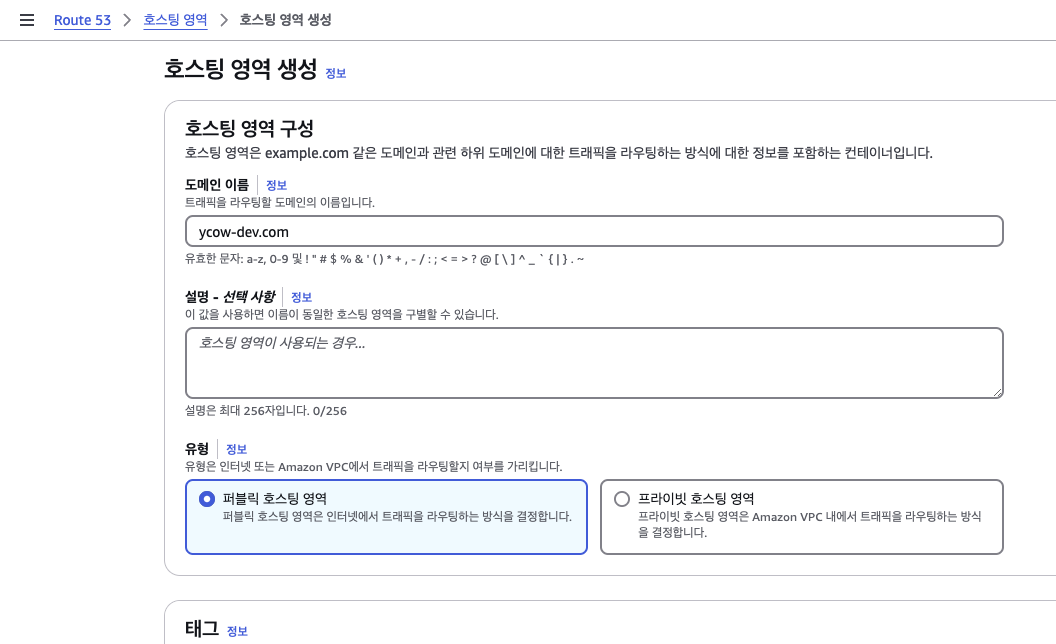 Route 53 > 호스팅 영역 > 호스팅 영역 생성
호스팅 영역 생성 정보
호스팅 영역 구성
호스팅 영역은 example.com 같은 도메인과 관련 하위 도메인에 대한 트래픽을 라우팅하는 방식에 대한 정보를 포함하는 컨테이너입니다.
도메인 이름 정보
트래픽을 라우팅할 도메인의 이름입니다.
ycow-dev.com
유효한 문자: a-z, 0-9 및 ! " # $ % & ' ( ) * + , - / : ; < = > ? @ [ \ ] ^ _ ` { | } . ~
설명 - 선택 사항 정보
이 값을 사용하면 이름이 동일한 호스팅 영역을 구별할 수 있습니다.
호스팅 영역이 사용되는 경우...
설명은 최대 256자입니다. 0/256
유형 정보
유형은 인터넷 또는 Amazon VPC에서 트래픽을 라우팅할지 여부를 가리킵니다.
퍼블릭 호스팅 영역
퍼블릭 호스팅 영역은 인터넷에서 트래픽을 라우팅하는 방식을 결정합니다.
프라이빗 호스팅 영역
프라이빗 호스팅 영역은 Amazon VPC 내에서 트래픽을 라우팅하는 방식
을 결정합니다.
태그 정보